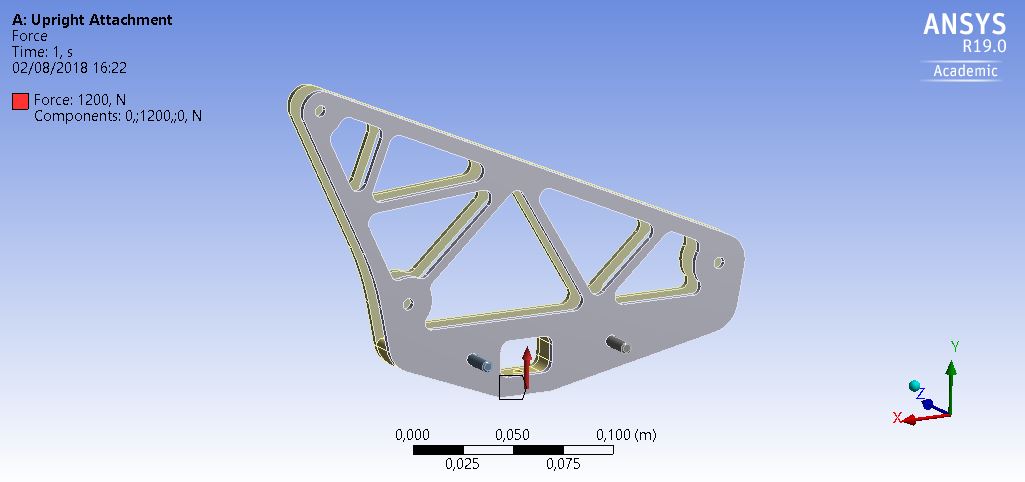 A: Upright Attachment
Force
Time: 1, s
02/08/2018 16:22
Force: 1200, N
Components: 0,;1200,;0, N
ANSYS
R19.0
Academic
Y
Z
X
0,000 0,050 0,100 (m)
0,025 0,075